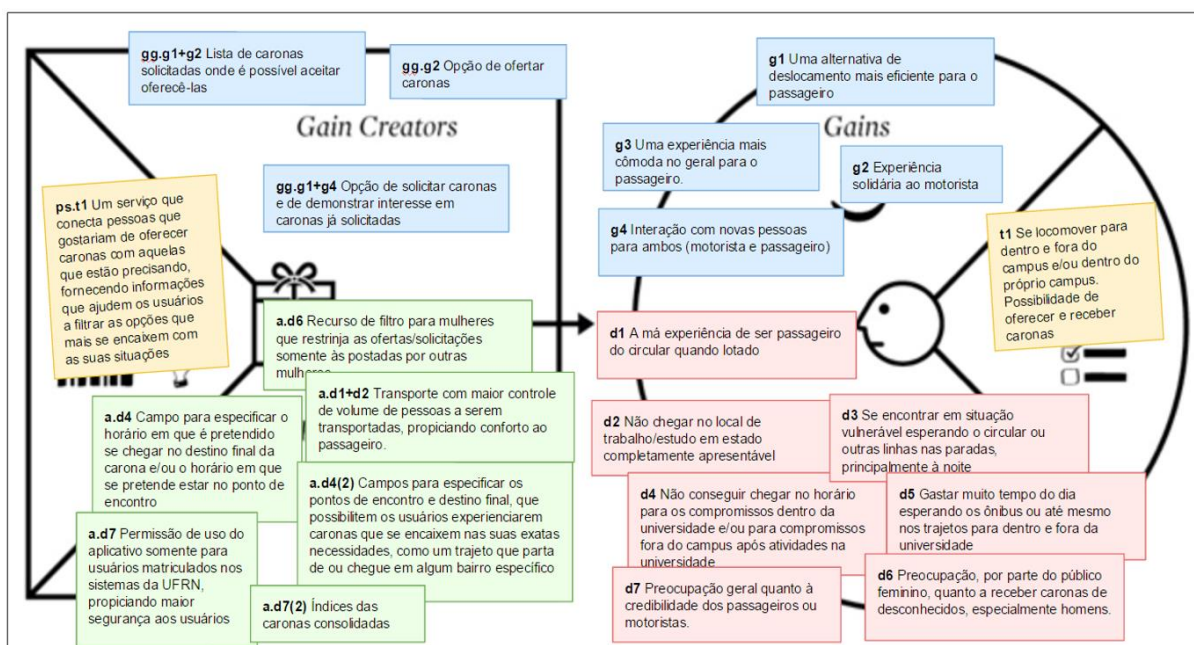 gg.g1+g2 Lista de caronas
solicitadas onde é possível aceitar
oferecê-las
gg.g2 Opção de ofertar
caronas
Gain Creators
gg.g1+g4 Opção de solicitar caronas
e de demonstrar interesse em
caronas já solicitadas
ps.t1 Um serviço que
conecta pessoas que
gostariam de oferecer
caronas com aquelas
que estão precisando,
fornecendo informações
que ajudem os usuários
a filtrar as opções que
mais se encaixem com
as suas situações
a.d6 Recurso de filtro para mulheres
que restrinja as ofertas/solicitações
somente às postadas por outras
mulheres
a.d1+d2 Transporte com maior controle
de volume de pessoas a serem
transportadas, propiciando conforto ao
passageiro.
a.d4 Campo para especificar o
horário em que é pretendido
se chegar no destino final da
carona e/ou o horário em que
se pretende estar no ponto de
encontro
a.d4(2) Campos para especificar os
pontos de encontro e destino final, que
possibilitem os usuários experienciarem
caronas que se encaixem nas suas exatas
necessidades, como um trajeto que parta
de ou chegue em algum bairro específico
a.d7 Permissão de uso do
aplicativo somente para
usuários matriculados nos
sistemas da UFRN,
propiciando maior
segurança aos usuários
a.d7(2) Índices das
caronas consolidadas
g1 Uma alternativa de
deslocamento mais eficiente para o
passageiro
Gains
g3 Uma experiência mais
cômoda no geral para o
passageiro.
g2 Experiência
solidária ao motorista
g4 Interação com novas pessoas
para ambos (motorista e passageiro)
t1 Se locomover para
dentro e fora do
campus e/ou dentro do
próprio campus.
Possibilidade de
oferecer e receber
caronas
d1 A má experiência de ser passageiro
do circular quando lotado
d2 Não chegar no local de
trabalho/estudo em estado
completamente apresentável
d3 Se encontrar em situação
vulnerável esperando o circular ou
outras linhas nas paradas,
principalmente à noite
d4 Não conseguir chegar no horário
para os compromissos dentro da
universidade e/ou para compromissos
fora do campus após atividades na
universidade
d5 Gastar muito tempo do dia
esperando os ônibus ou até mesmo
nos trajetos para dentro e fora da
universidade
d7 Preocupação geral quanto à
credibilidade dos passageiros ou
motoristas.
d6 Preocupação, por parte do público
feminino, quanto a receber caronas de
desconhecidos, especialmente homens.